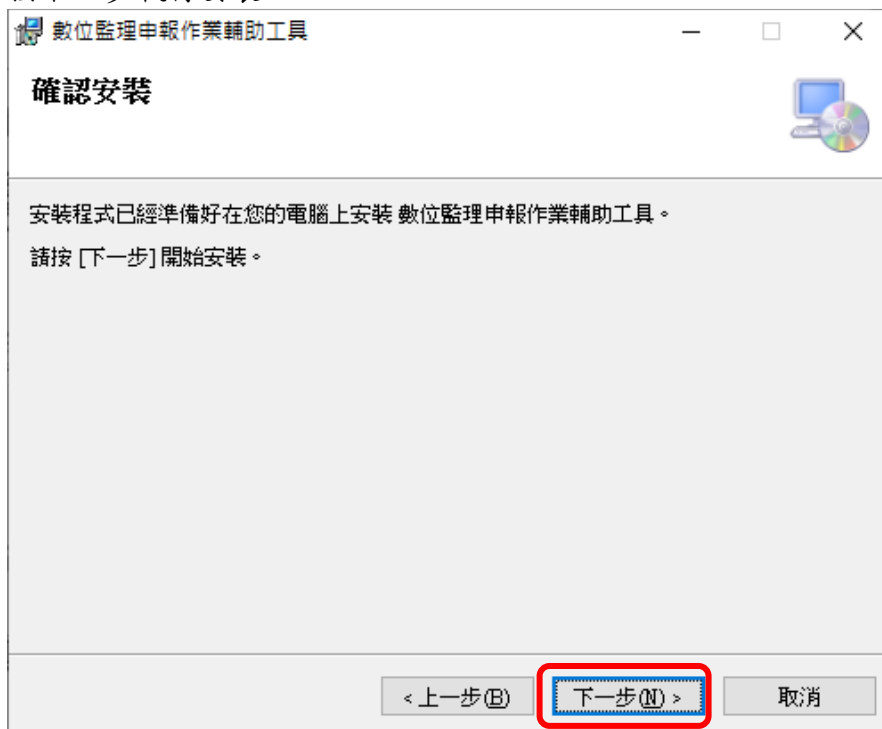 數位監理申報作業輔助工具
確認安裝
安裝程式已經準備好在您的電腦上安裝 數位監理申報作業輔助工具。
請按 [下一步] 開始安裝。
<上一步(B)
下一步(N)>
取消